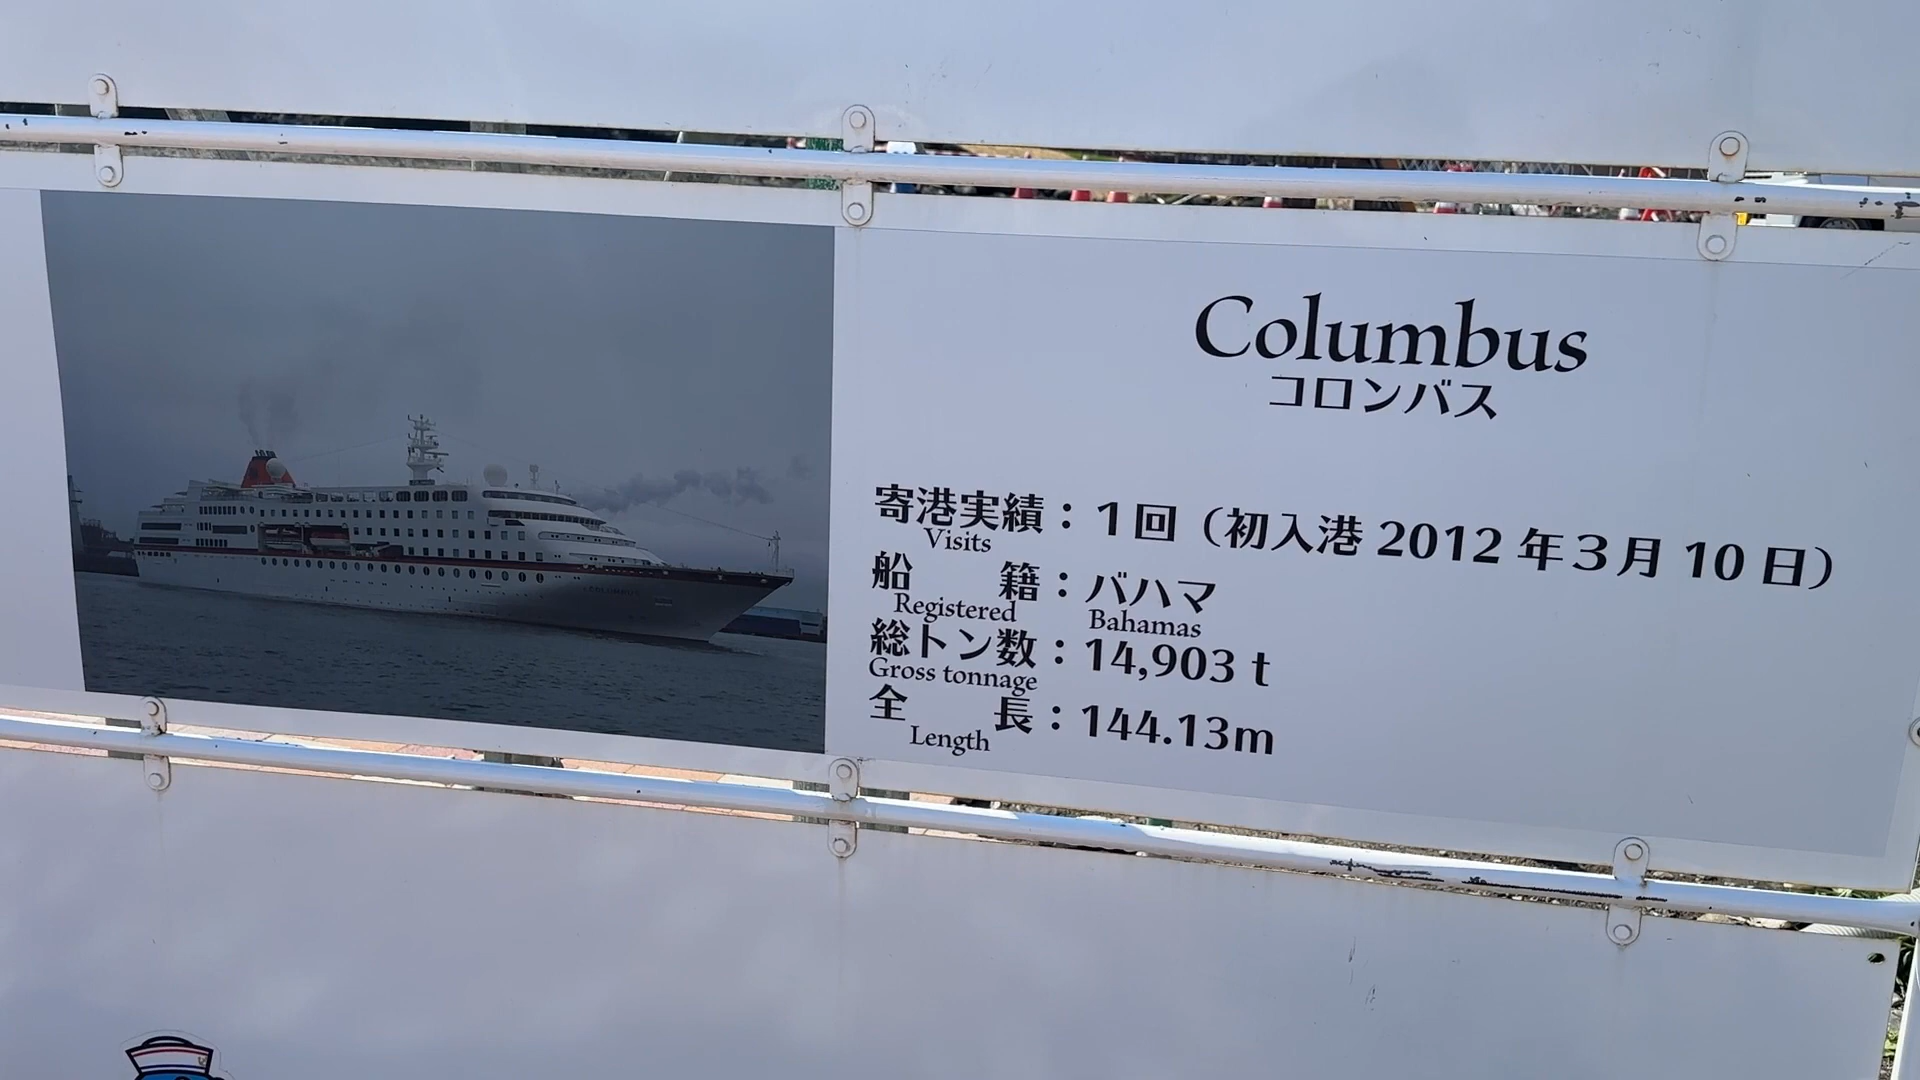 Columbus
コロンバス
寄港実績：1回（初入港 2012 年3月 10 日）
Visits
船　籍：バハマ
Registered Bahamas
総トン数：14,903 t
Gross tonnage
全　長：144.13m
Length